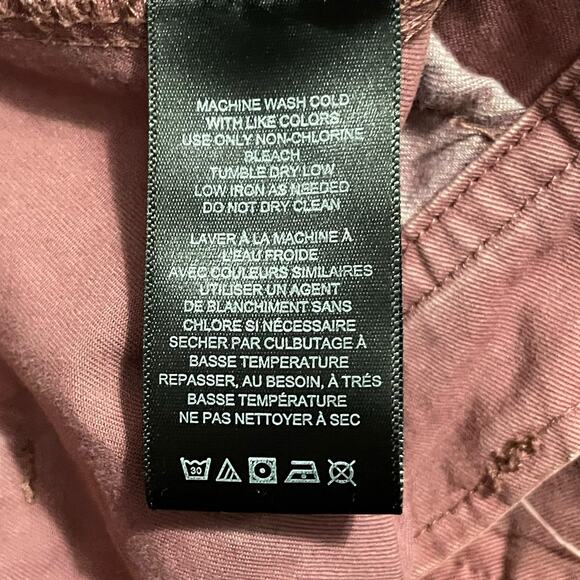 MACHINE WASH COLD
WITH LIKE COLORS
USE ONLY NON-CHLORINE
BLEACH
TUMBLE DRY LOW
LOW IRON AS NEEDED
DO NOT DRY CLEAN
LAVER À LA MACHINE À
L'EAU FROIDE
AVEC COULEURS SIMILAIRES
UTILISER UN AGENT
DE BLANCHIMENT SANS
CHLORE SI NÉCESSAIRE
SECHER PAR CULBUTAGE À
BASSE TEMPERATURE
REPASSER, AU BESOIN, À TRÉS
BASSE TEMPÉRATURE
NE PAS NETTOYER À SEC
30